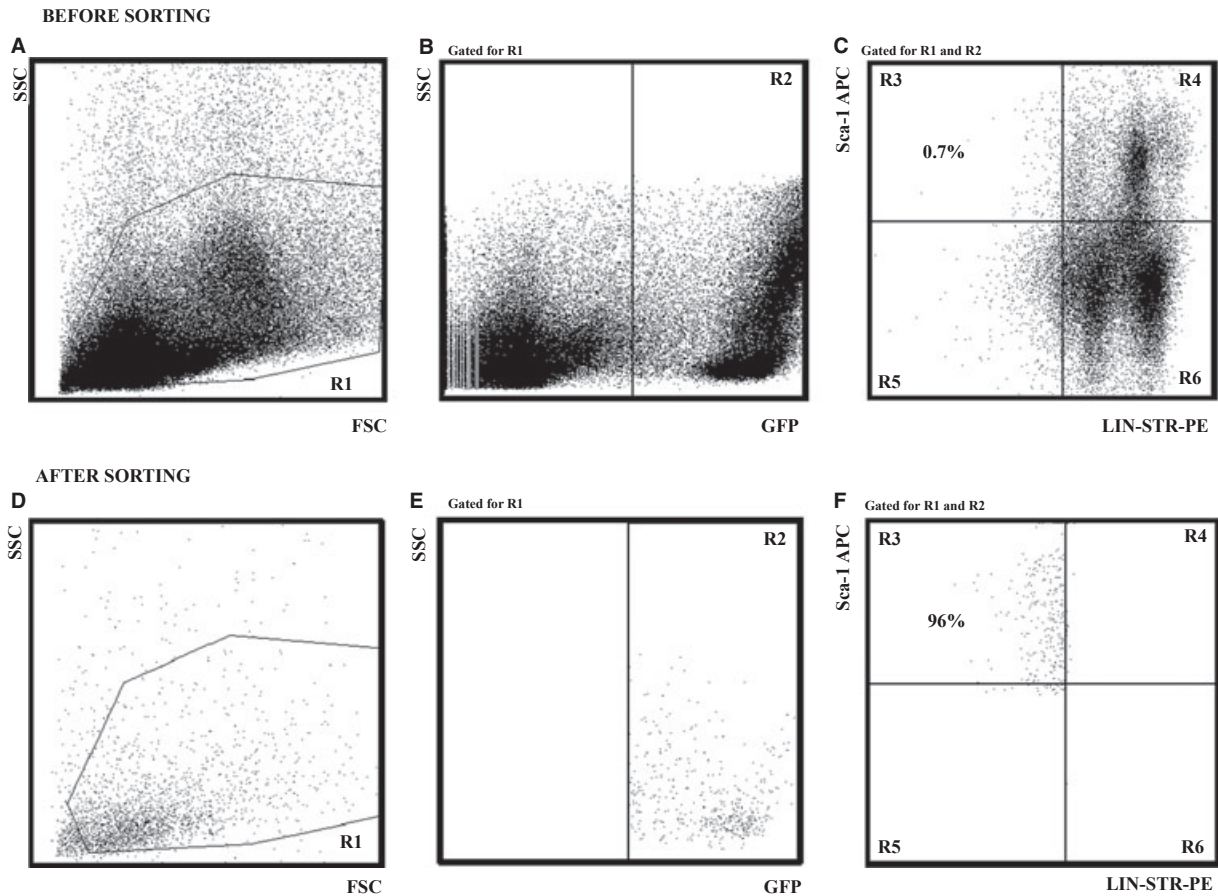 BEFORE SORTING
A
SSC
R1
FSC
B
Gated for R1
SSC
R2
GFP
C
Gated for R1 and R2
Sca-1 APC
R3
R4
0.7%
R5
R6
LIN-STR-PE
AFTER SORTING
D
SSC
R1
FSC
E
Gated for R1
SSC
R2
GFP
F
Gated for R1 and R2
Sca-1 APC
R3
R4
96%
R5
R6
LIN-STR-PE